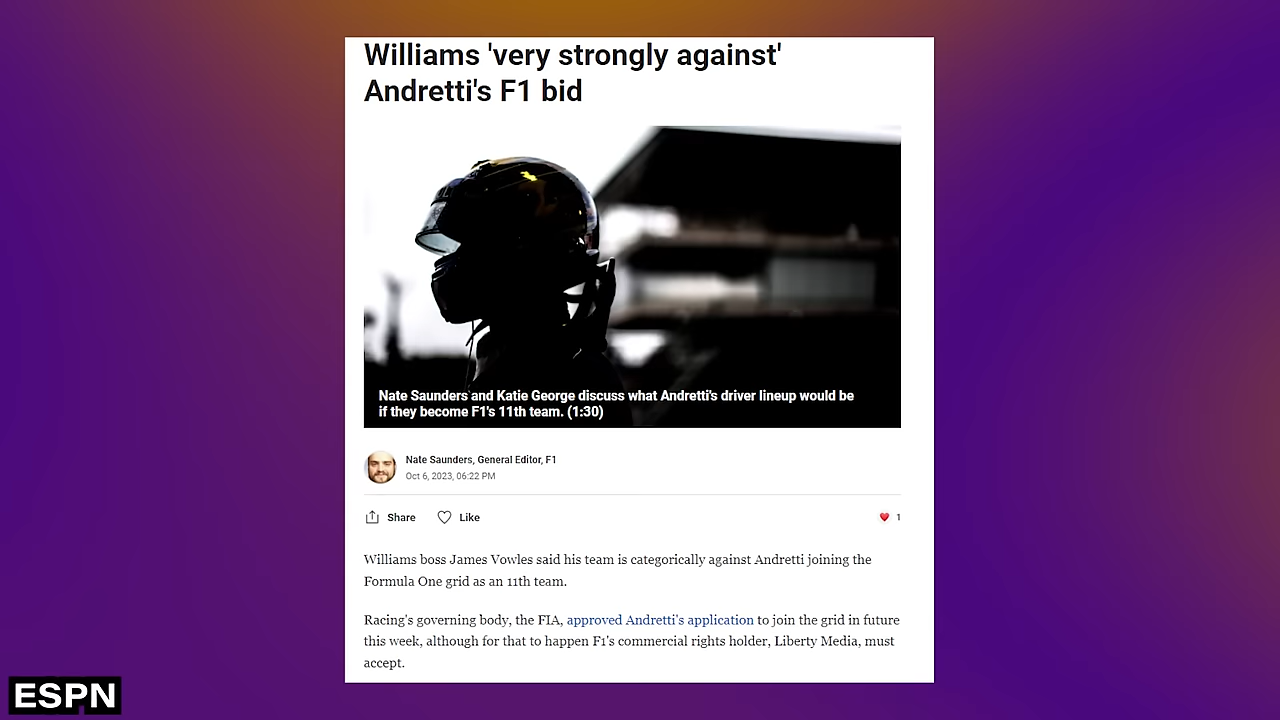 Williams 'very strongly against'
Andretti's F1 bid
Nate Saunders and Katie George discuss what Andretti's driver lineup would be
if they become F1's 11th team. (1:30)
Nate Saunders, General Editor, F1
Oct 6, 2023, 06:22 PM
Share Like 1
Williams boss James Vowles said his team is categorically against Andretti joining the
Formula One grid as an 11th team.
Racing's governing body, the FIA, approved Andretti's application to join the grid in future
this week, although for that to happen F1's commercial rights holder, Liberty Media, must
accept.
ESPN